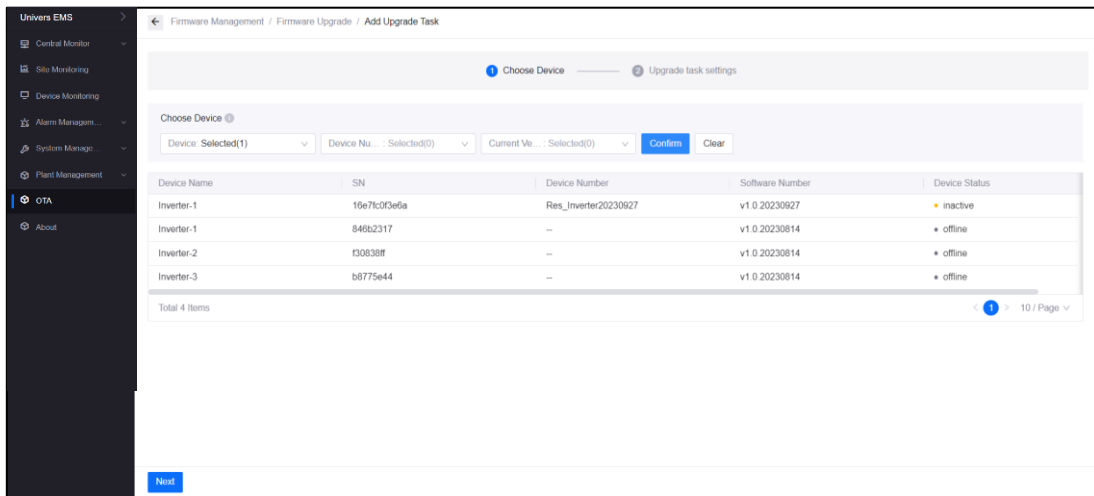 Univers EMS
Firmware Management / Firmware Upgrade / Add Upgrade Task
Central Monitor
Site Monitoring
Device Monitoring
Alarm Managem...
System Manage...
Plant Management
OTA
About
1 Choose Device
2 Upgrade task settings
Choose Device
Device: Selected(1)
Device Nu... : Selected(0)
Current Ve... : Selected(0)
Confirm
Clear
Device Name SN Device Number Software Number Device Status
Inverter-1 16e7fc0f3e6a Res_Inverter20230927 v1.0.20230927 inactive
Inverter-1 846b2317 -- v1.0.20230814 offline
Inverter-2 f30838ff -- v1.0.20230814 offline
Inverter-3 b8775e44 -- v1.0.20230814 offline
Total 4 Items
< 1 > 10 / Page
Next